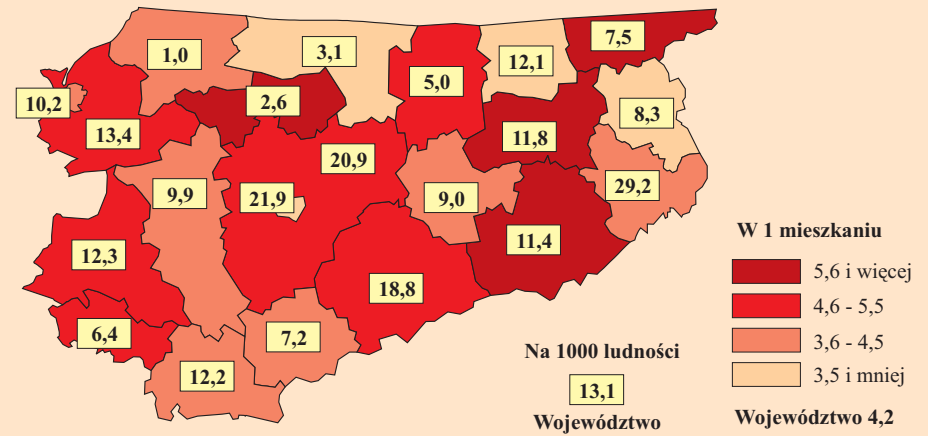 7,5
1,0
3,1
12,1
5,0
10,2
2,6
8,3
13,4
11,8
20,9
9,9
21,9
9,0
29,2
11,4
12,3
18,8
6,4
7,2
12,2
W 1 mieszkaniu
5,6 i więcej
4,6 - 5,5
3,6 - 4,5
3,5 i mniej
Województwo 4,2
Na 1000 ludności
13,1
Województwo